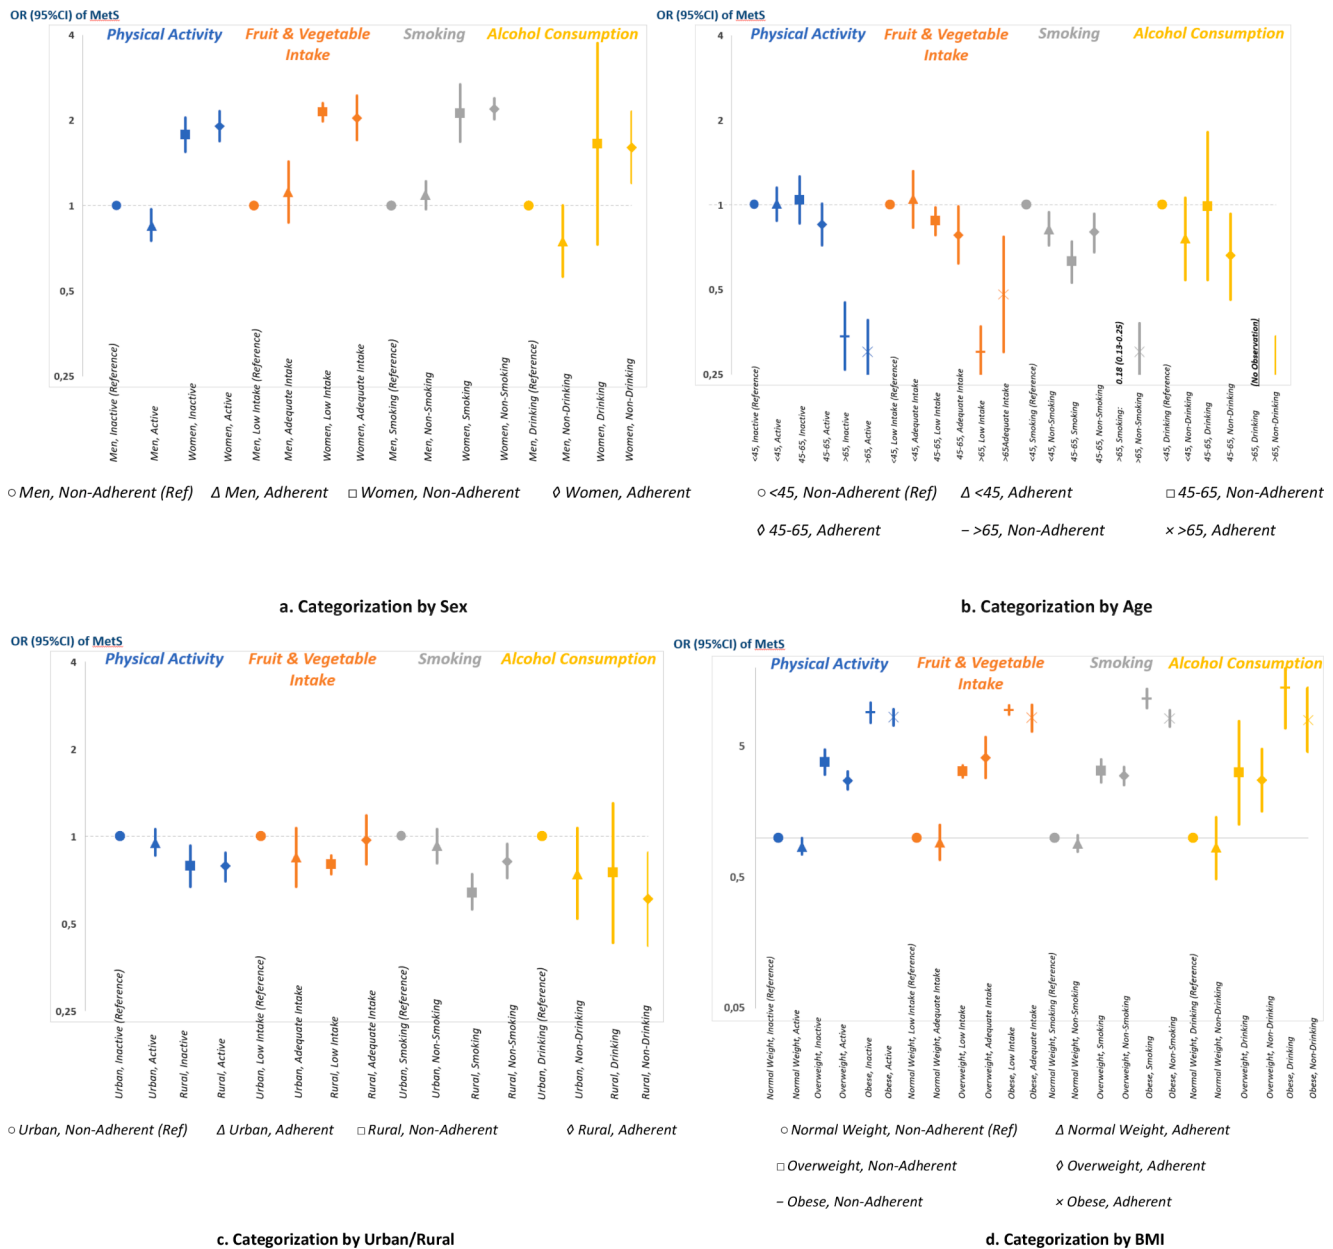 OR (95%CI) of MetS
Physical Activity
Fruit & Vegetable
Intake
Smoking
Alcohol Consumption
4
2
1
0,5
0,25
Men, Inactive (Reference)
Men, Active
Women, Inactive
Women, Active
Men, Low Intake (Reference)
Men, Adequate Intake
Women, Low Intake
Women, Adequate Intake
Men, Smoking (Reference)
Men, Non-Smoking
Women, Smoking
Women, Non-Smoking
Men, Drinking (Reference)
Men, Non-Drinking
Women, Drinking
Women, Non-Drinking
○ Men, Non-Adherent (Ref)
Δ Men, Adherent
□ Women, Non-Adherent
◊ Women, Adherent
a. Categorization by Sex
OR (95%CI) of MetS
Physical Activity
Fruit & Vegetable
Intake
Smoking
Alcohol Consumption
4
2
1
0,5
0,25
<45, Inactive (Reference)
<45, Active
45-65, Inactive
45-65, Active
>65, Inactive
>65, Active
<45, Low Intake (Reference)
<45, Adequate Intake
45-65, Low Intake
45-65, Adequate Intake
>65, Low Intake
>65Adequate Intake
<45, Smoking (Reference)
<45, Non-Smoking
45-65, Smoking
45-65, Non-Smoking
>65, Smoking:
0.18 (0.13-0.25)
>65, Non-Smoking
<45, Drinking (Reference)
<45, Non-Drinking
45-65, Drinking
45-65, Non-Drinking
>65, Drinking
(No Observation)
>65, Non-Drinking
○ <45, Non-Adherent (Ref)
Δ <45, Adherent
□ 45-65, Non-Adherent
◊ 45-65, Adherent
– >65, Non-Adherent
× >65, Adherent
b. Categorization by Age
OR (95%CI) of MetS
Physical Activity
Fruit & Vegetable
Intake
Smoking
Alcohol Consumption
4
2
1
0,5
0,25
Urban, Inactive (Reference)
Urban, Active
Rural, Inactive
Rural, Active
Urban, Low Intake (Reference)
Urban, Adequate Intake
Rural, Low Intake
Rural, Adequate Intake
Urban, Smoking (Reference)
Urban, Non-Smoking
Rural, Smoking
Rural, Non-Smoking
Urban, Drinking (Reference)
Urban, Non-Drinking
Rural, Drinking
Rural, Non-Drinking
○ Urban, Non-Adherent (Ref)
Δ Urban, Adherent
□ Rural, Non-Adherent
◊ Rural, Adherent
c. Categorization by Urban/Rural
OR (95%CI) of MetS
Physical Activity
Fruit & Vegetable
Intake
Smoking
Alcohol Consumption
5
0,5
0,05
Normal Weight, Inactive (Reference)
Normal Weight, Active
Overweight, Inactive
Overweight, Active
Obese, Inactive
Obese, Active
Normal Weight, Low Intake (Reference)
Normal Weight, Adequate Intake
Overweight, Low Intake
Overweight, Adequate Intake
Obese, Low Intake
Obese, Adequate Intake
Normal Weight, Smoking (Reference)
Normal Weight, Non-Smoking
Overweight, Smoking
Overweight, Non-Smoking
Obese, Smoking
Obese, Non-Smoking
Normal Weight, Drinking (Reference)
Normal Weight, Non-Drinking
Overweight, Drinking
Overweight, Non-Drinking
Obese, Drinking
Obese, Non-Drinking
○ Normal Weight, Non-Adherent (Ref)
Δ Normal Weight, Adherent
□ Overweight, Non-Adherent
◊ Overweight, Adherent
– Obese, Non-Adherent
× Obese, Adherent
d. Categorization by BMI